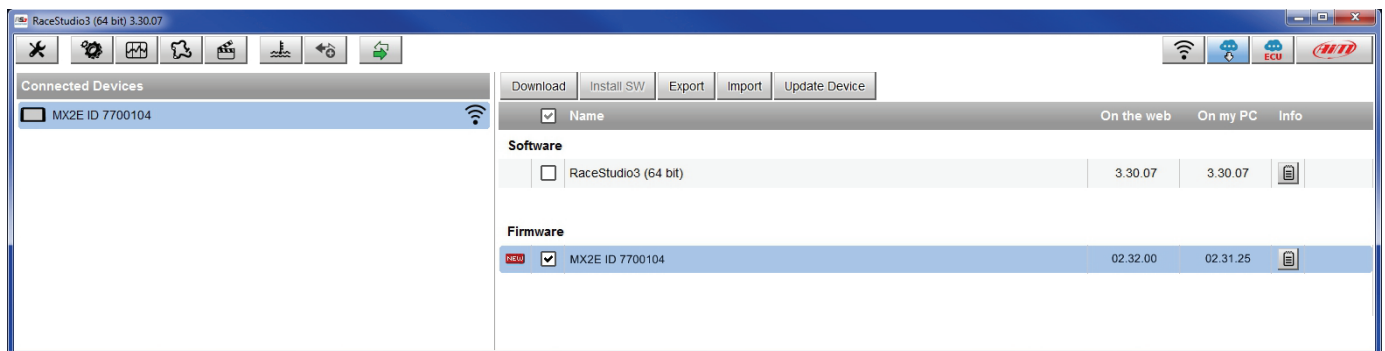 RaceStudio3 (64 bit) 3.30.07
ECU
AiM
Connected Devices
MX2E ID 7700104
Download Install SW Export Import Update Device
Name On the web On my PC Info
Software
RaceStudio3 (64 bit) 3.30.07 3.30.07
Firmware
NEW MX2E ID 7700104 02.32.00 02.31.25